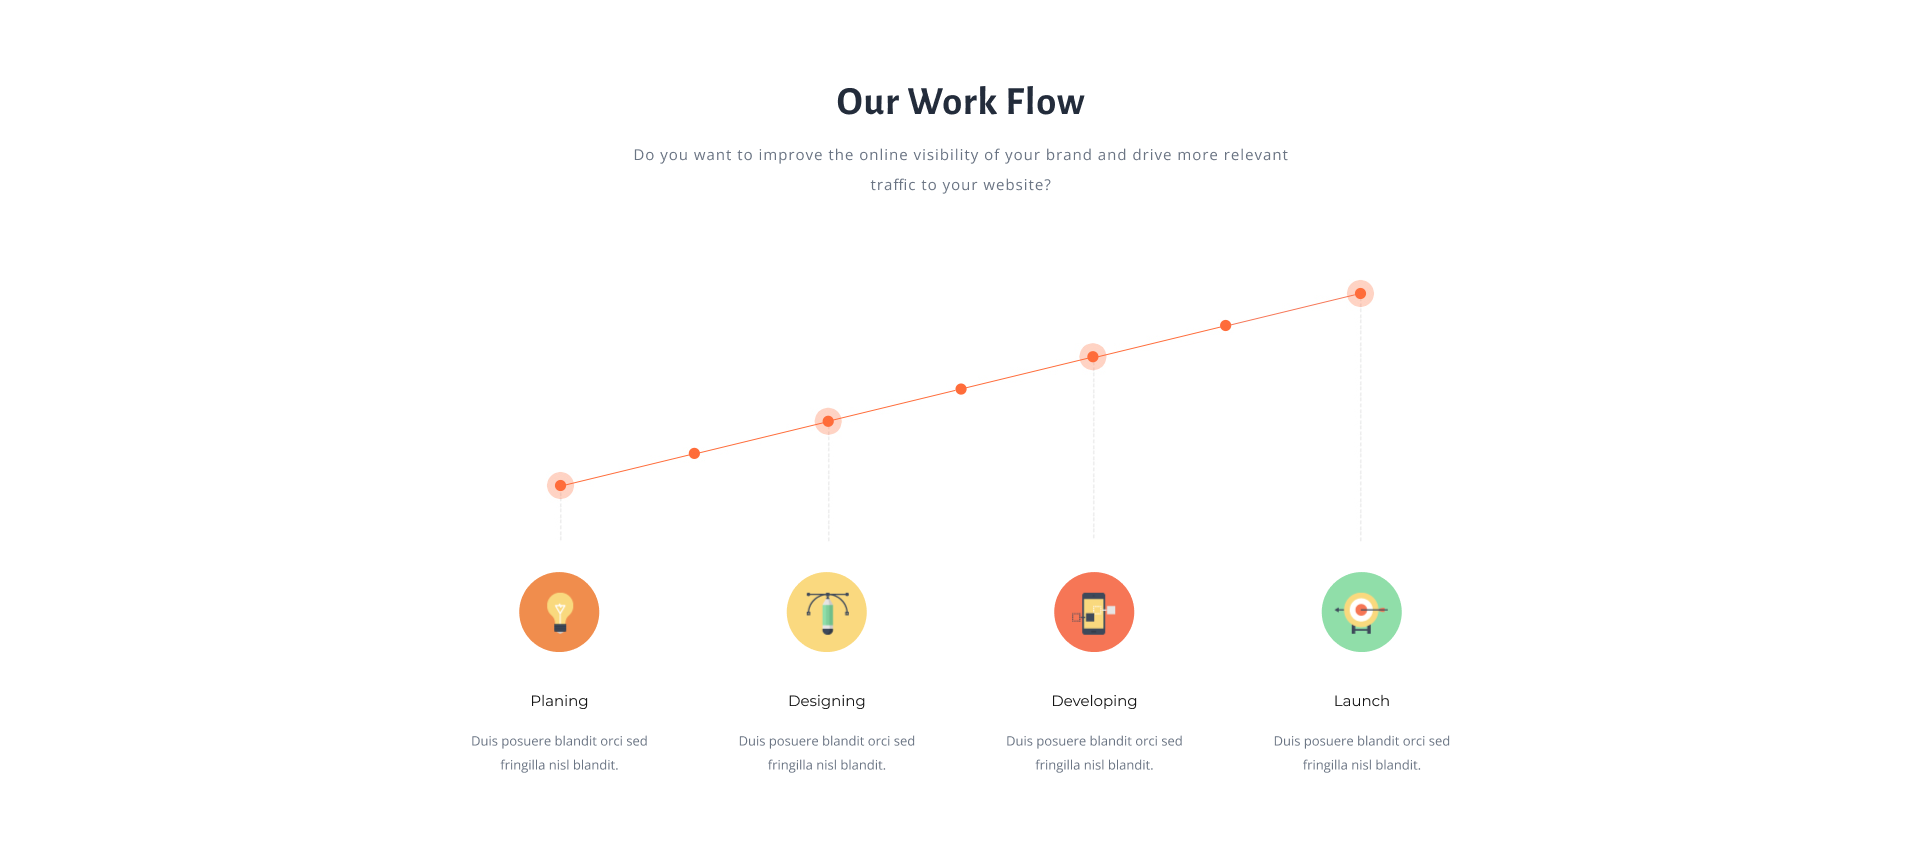 Our Work Flow
Do you want to improve the online visibility of your brand and drive more relevant
traffic to your website?
Planing
Duis posuere blandit orci sed
fringilla nisl blandit.
Designing
Duis posuere blandit orci sed
fringilla nisl blandit.
Developing
Duis posuere blandit orci sed
fringilla nisl blandit.
Launch
Duis posuere blandit orci sed
fringilla nisl blandit.